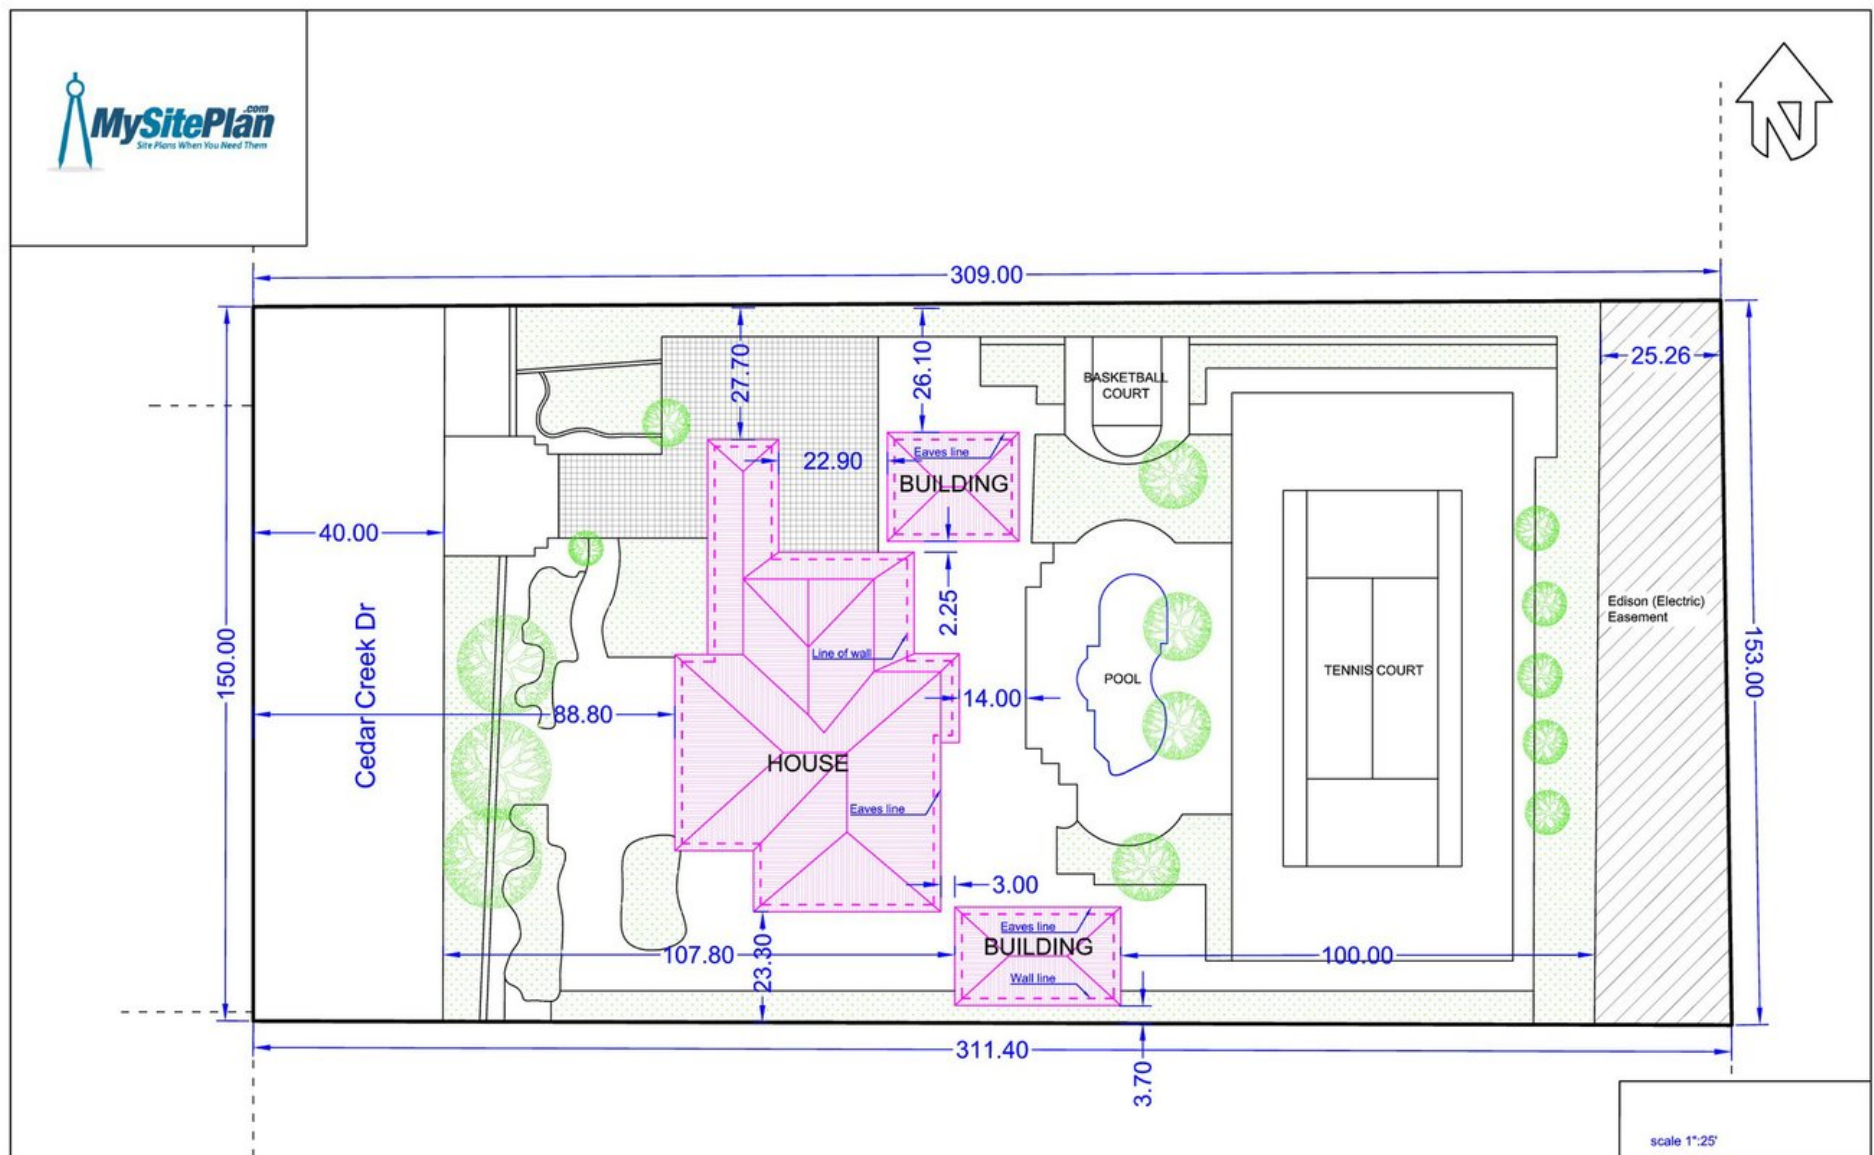 .com
MySitePlan
Site Plans When You Need Them
N
309.00
27.70
26.10
25.26
BASKETBALL
COURT
22.90
Eaves line
BUILDING
40.00
2.25
Edison (Electric)
Easement
Line of wall
150.00
Cedar Creek Dr
153.00
TENNIS COURT
POOL
14.00
88.80
HOUSE
Eaves line
3.00
Eaves line
BUILDING
107.80
23.30
100.00
Wall line
311.40
3.70
scale 1":25'